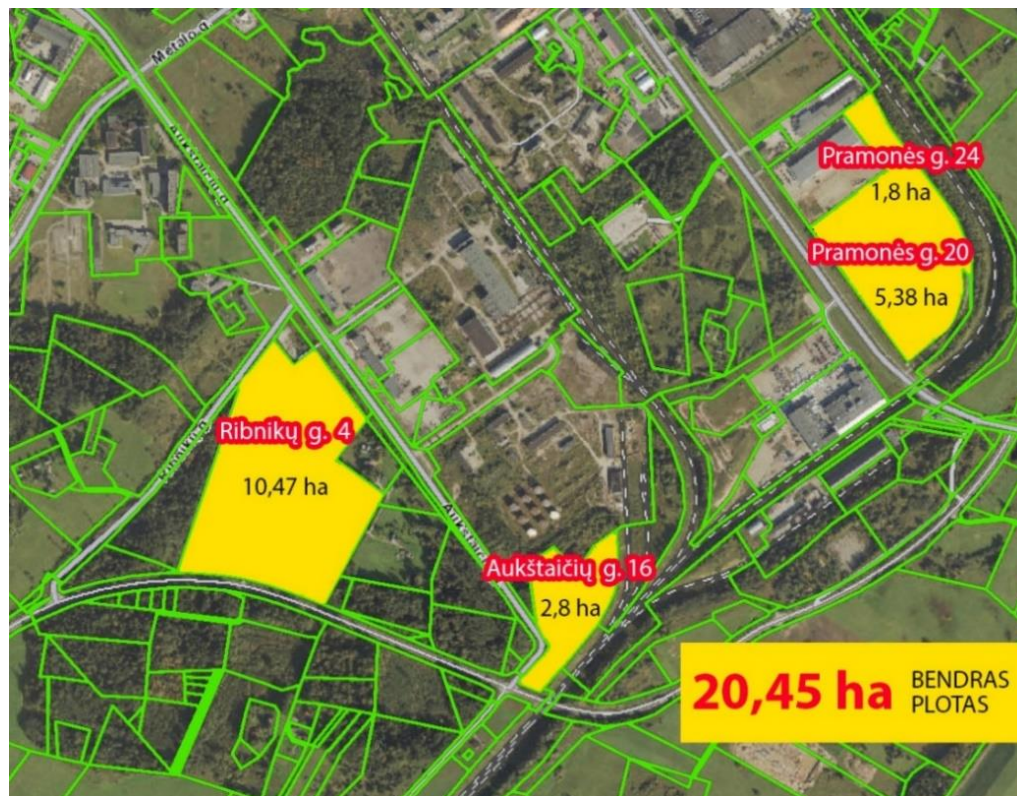 Metalo g.
Aukštaičių g.
Pramonės g. 24
1,8 ha
Pramonės g. 20
5,38 ha
Ribnikų g. 4
10,47 ha
Aukštaičių g. 16
2,8 ha
20,45 ha
BENDRAS
PLOTAS